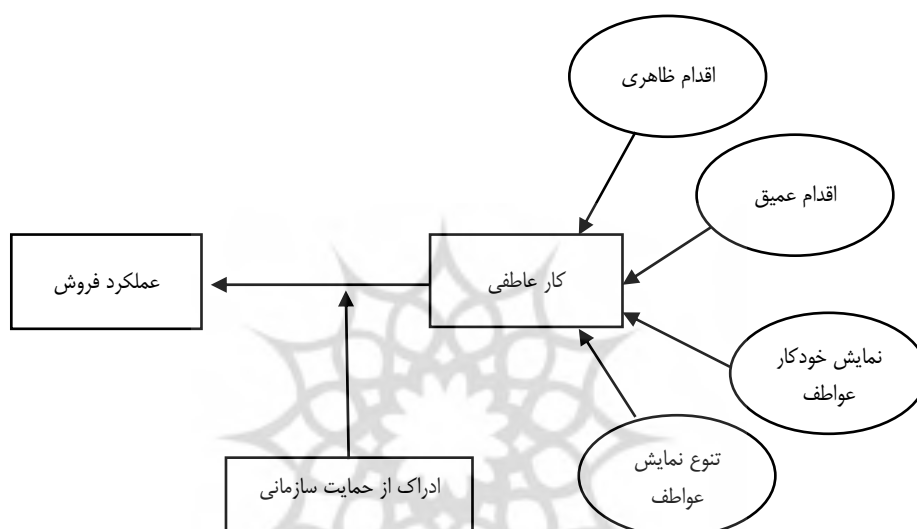 اقدام ظاهری
اقدام عمیق
کار عاطفی
عملکرد فروش
نمایش خودکار
عواطف
تنوع نمایش
عواطف
ادراک از حمایت سازمانی